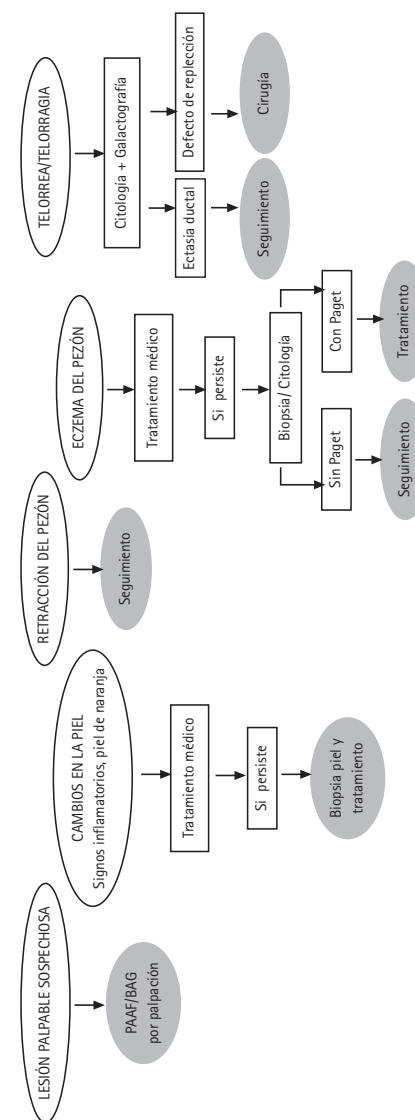 LESIÓN PALPABLE SOSPECHOSA
PAAF/BAG
por palpación
CAMBIOS EN LA PIEL
Signos inflamatorios, piel de naranja
Tratamiento médico
Si persiste
Biopsia piel y
tratamiento
RETRACCIÓN DEL PEZÓN
Seguimiento
ECZEMA DEL PEZÓN
Tratamiento médico
Si persiste
Biopsia/ Citología
Sin Paget
Con Paget
Seguimiento
Tratamiento
TELORREA/TELORRAGIA
Citología + Galactografía
Ectasia ductal
Defecto de replección
Seguimiento
Cirugía